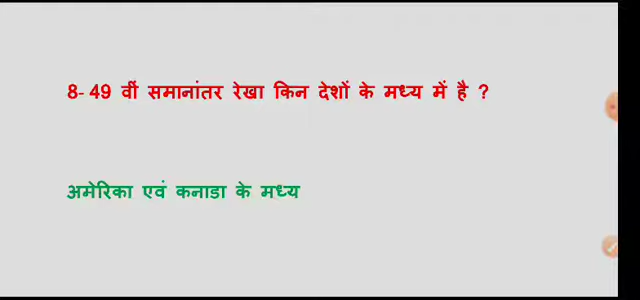 8- 49 वीं समानांतर रेखा किन देशों के मध्य में है ?
अमेरिका एवं कनाडा के मध्य